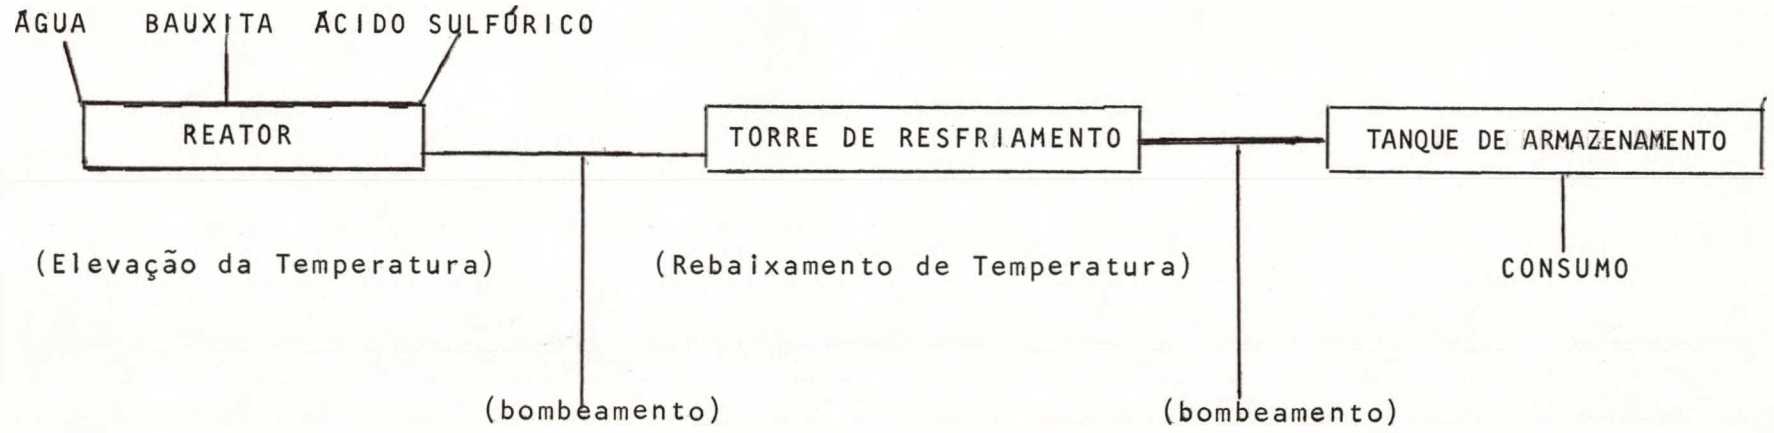 ÁGUA BAUXITA ÁCIDO SULFÚRICO
REATOR TORRE DE RESFRIAMENTO TANQUE DE ARMAZENAMENTO
(Elevação da Temperatura) (Rebaixamento de Temperatura) CONSUMO
(bombeamento) (bombeamento)